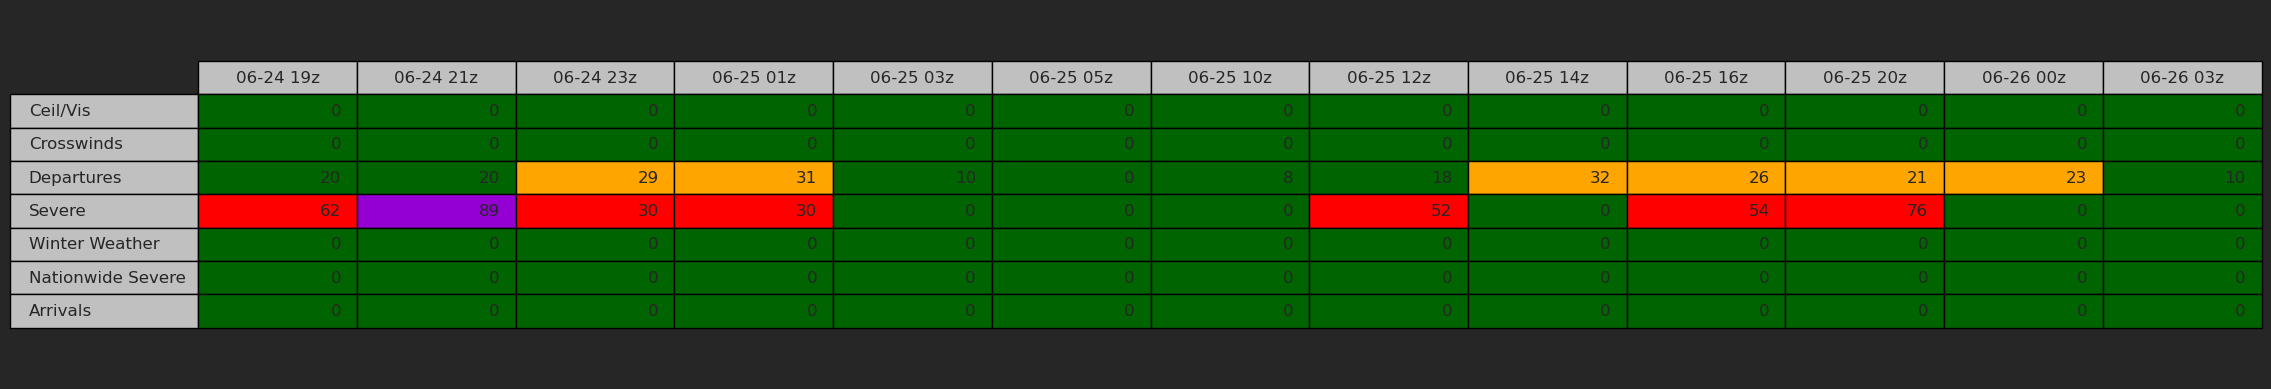 06-24 19z 06-24 21z 06-24 23z 06-25 01z 06-25 03z 06-25 05z 06-25 10z 06-25 12z 06-25 14z 06-25 16z 06-25 20z 06-26 00z 06-26 03z
Ceil/Vis 0 0 0 0 0 0 0 0 0 0 0 0 0
Crosswinds 0 0 0 0 0 0 0 0 0 0 0 0 0
Departures 20 20 29 31 10 0 8 18 32 26 21 23 10
Severe 62 89 30 30 0 0 0 52 0 54 76 0 0
Winter Weather 0 0 0 0 0 0 0 0 0 0 0 0 0
Nationwide Severe 0 0 0 0 0 0 0 0 0 0 0 0 0
Arrivals 0 0 0 0 0 0 0 0 0 0 0 0 0